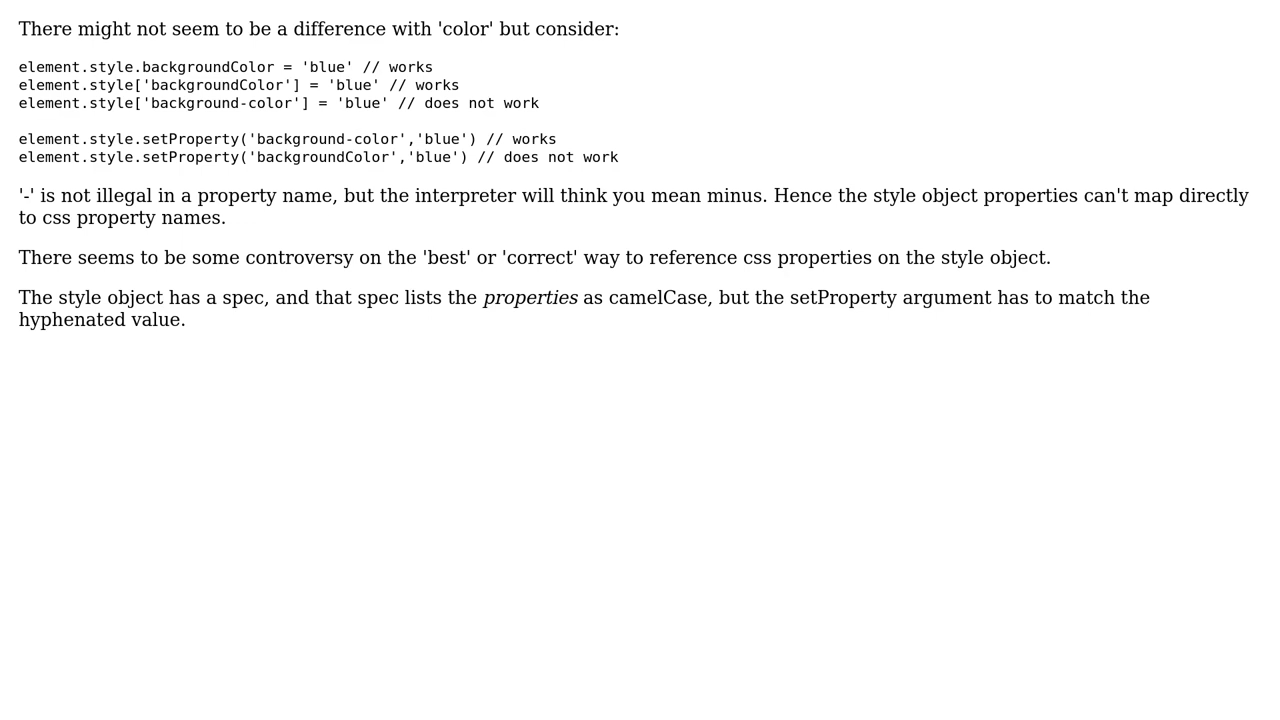 There might not seem to be a difference with 'color' but consider:
element.style.backgroundColor = 'blue' // works
element.style['backgroundColor'] = 'blue' // works
element.style['background-color'] = 'blue' // does not work
element.style.setProperty('background-color','blue') // works
element.style.setProperty('backgroundColor','blue') // does not work
'-' is not illegal in a property name, but the interpreter will think you mean minus. Hence the style object properties can't map directly
to css property names.
There seems to be some controversy on the 'best' or 'correct' way to reference css properties on the style object.
The style object has a spec, and that spec lists the properties as camelCase, but the setProperty argument has to match the
hyphenated value.